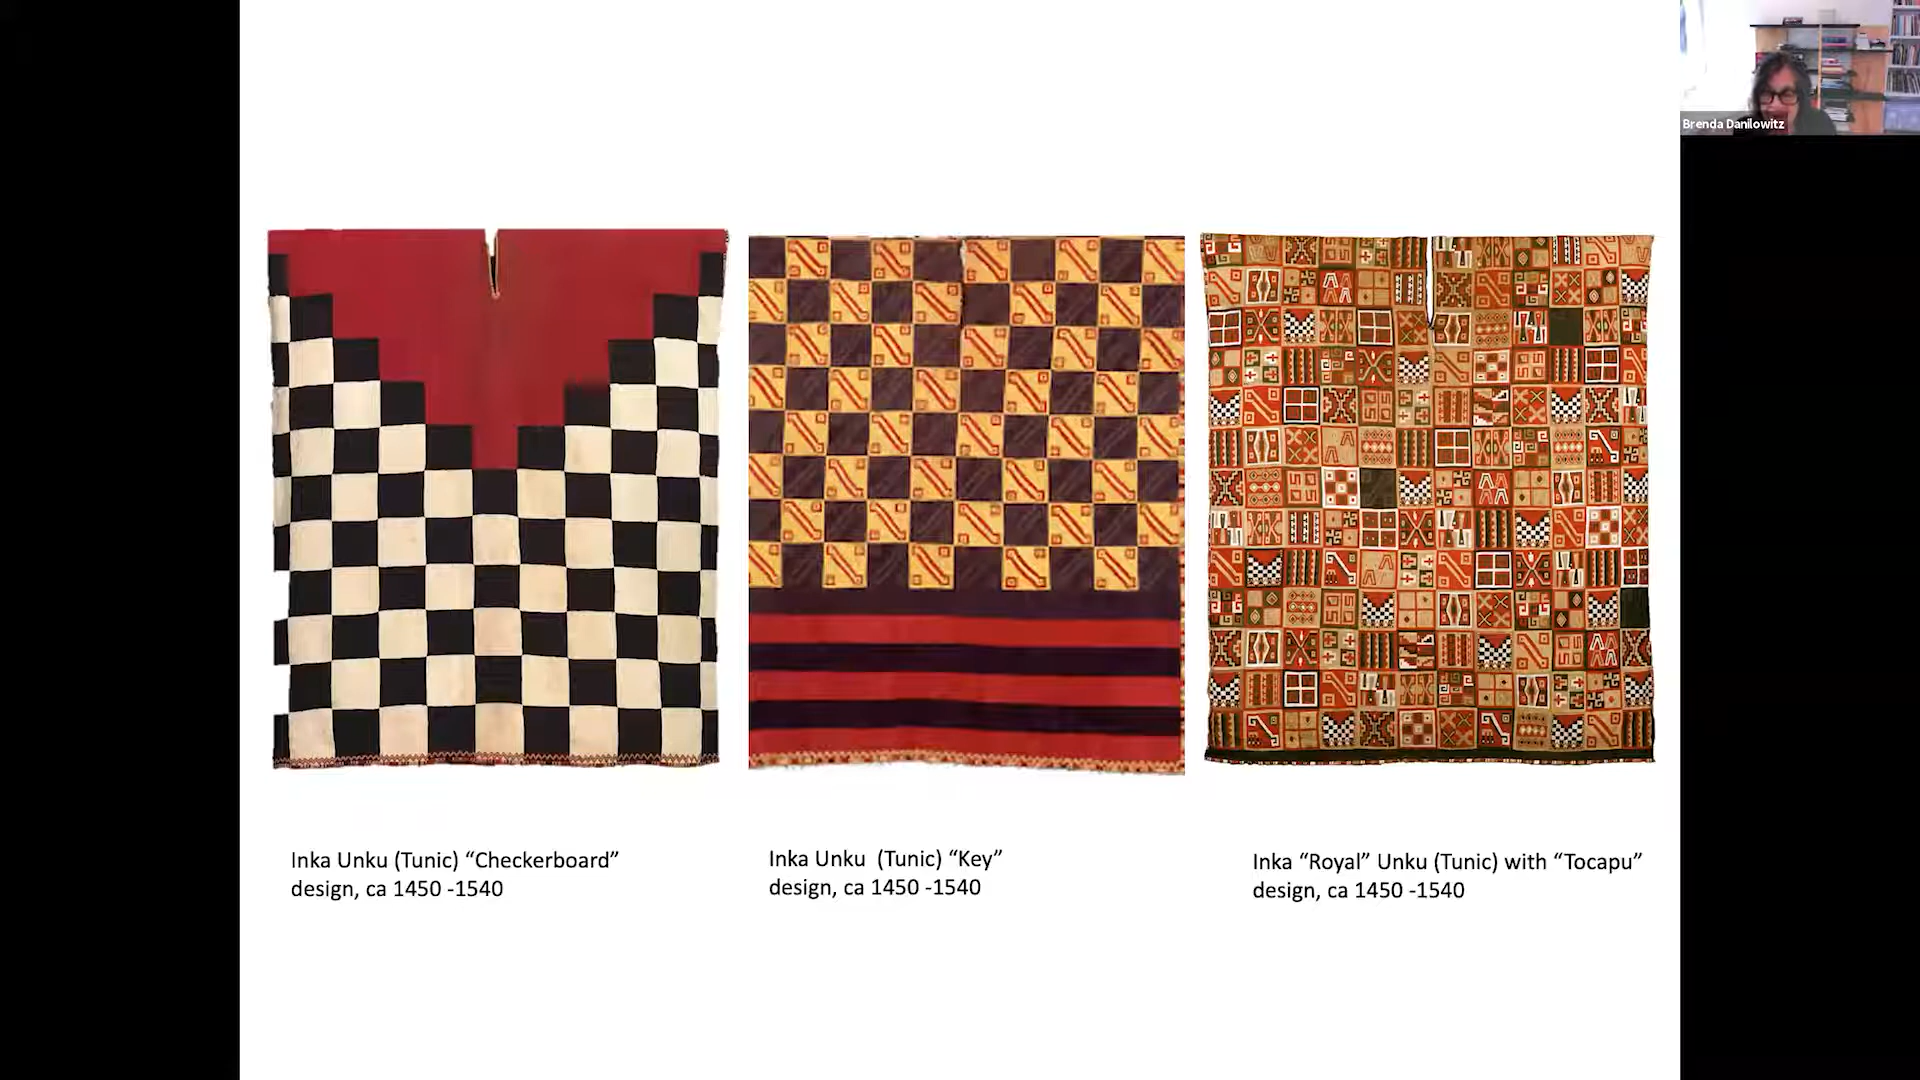 Brenda Danilowitz
Inka Unku (Tunic) “Checkerboard”
design, ca 1450 -1540
Inka Unku  (Tunic) “Key”
design, ca 1450 -1540
Inka “Royal” Unku (Tunic) with “Tocapu”
design, ca 1450 -1540